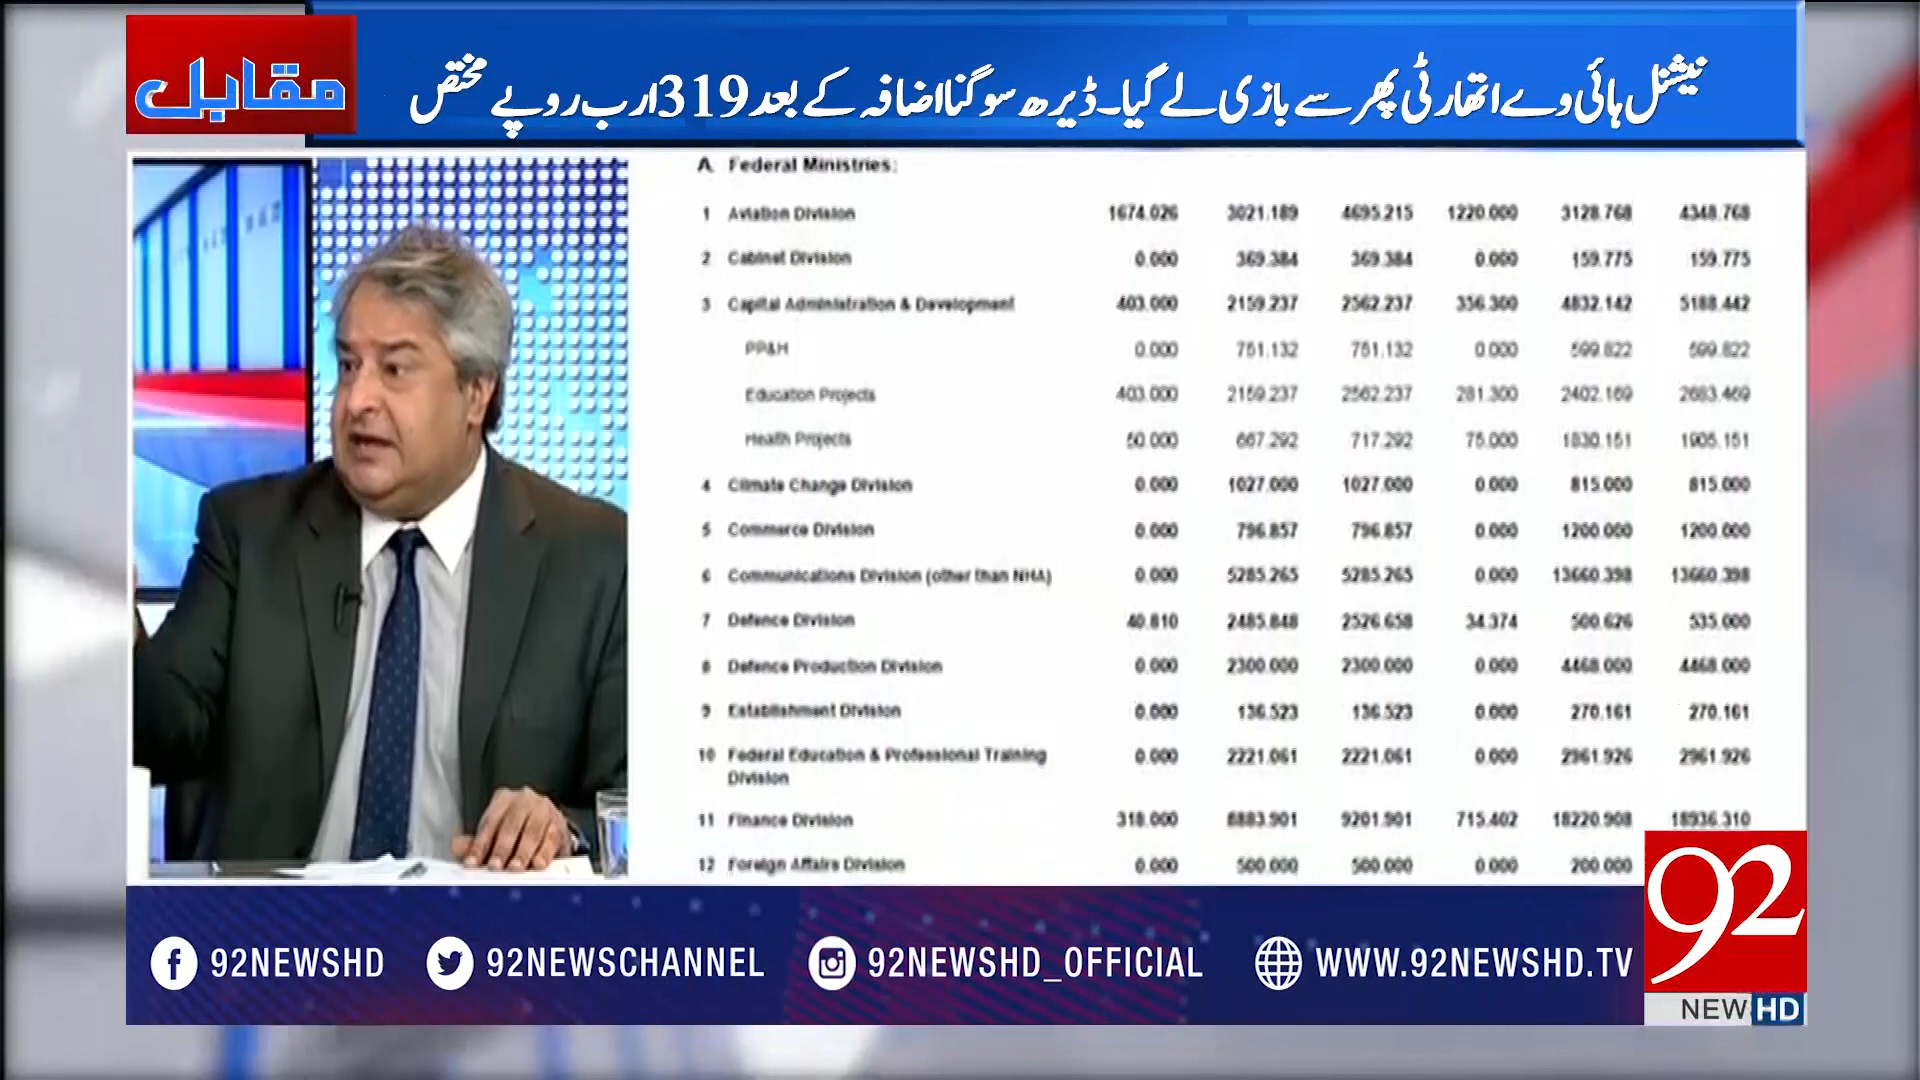 مقابل
نیشنل ہائی وے اتھارٹی پھر سے بازی لے گیا۔ ڈیرھ سو گنا اضافہ کے بعد 319 ارب روپے مختص
A. Federal Ministries:
1 Aviation Division 1674.026 3021.189 4695.215 1220.000 3128.768 4348.768
2 Cabinet Division 0.000 369.384 369.384 0.000 159.775 159.775
3 Capital Administration & Development 403.000 2159.237 2562.237 356.300 4832.142 5188.442
PP&H 0.000 751.132 751.132 0.000 599.822 599.822
Education Projects 403.000 2159.237 2562.237 281.300 2402.169 2683.469
Health Projects 50.000 667.292 717.292 75.000 1830.151 1905.151
4 Climate Change Division 0.000 1027.000 1027.000 0.000 815.000 815.000
5 Commerce Division 0.000 796.857 796.857 0.000 1200.000 1200.000
6 Communications Division (other than NHA) 0.000 5285.265 5285.265 0.000 13660.398 13660.398
7 Defence Division 40.810 2485.848 2526.658 34.374 500.626 535.000
8 Defence Production Division 0.000 2300.000 2300.000 0.000 4468.000 4468.000
9 Establishment Division 0.000 136.523 136.523 0.000 270.161 270.161
10 Federal Education & Professional Training 0.000 2221.061 2221.061 0.000 2961.926 2961.926
Division
11 Finance Division 318.000 8883.901 9201.901 715.402 18220.908 18936.310
12 Foreign Affairs Division 0.000 500.000 500.000 0.000 200.000
92NEWSHD 92NEWSCHANNEL 92NEWSHD_OFFICIAL WWW.92NEWSHD.TV
92
NEWS HD